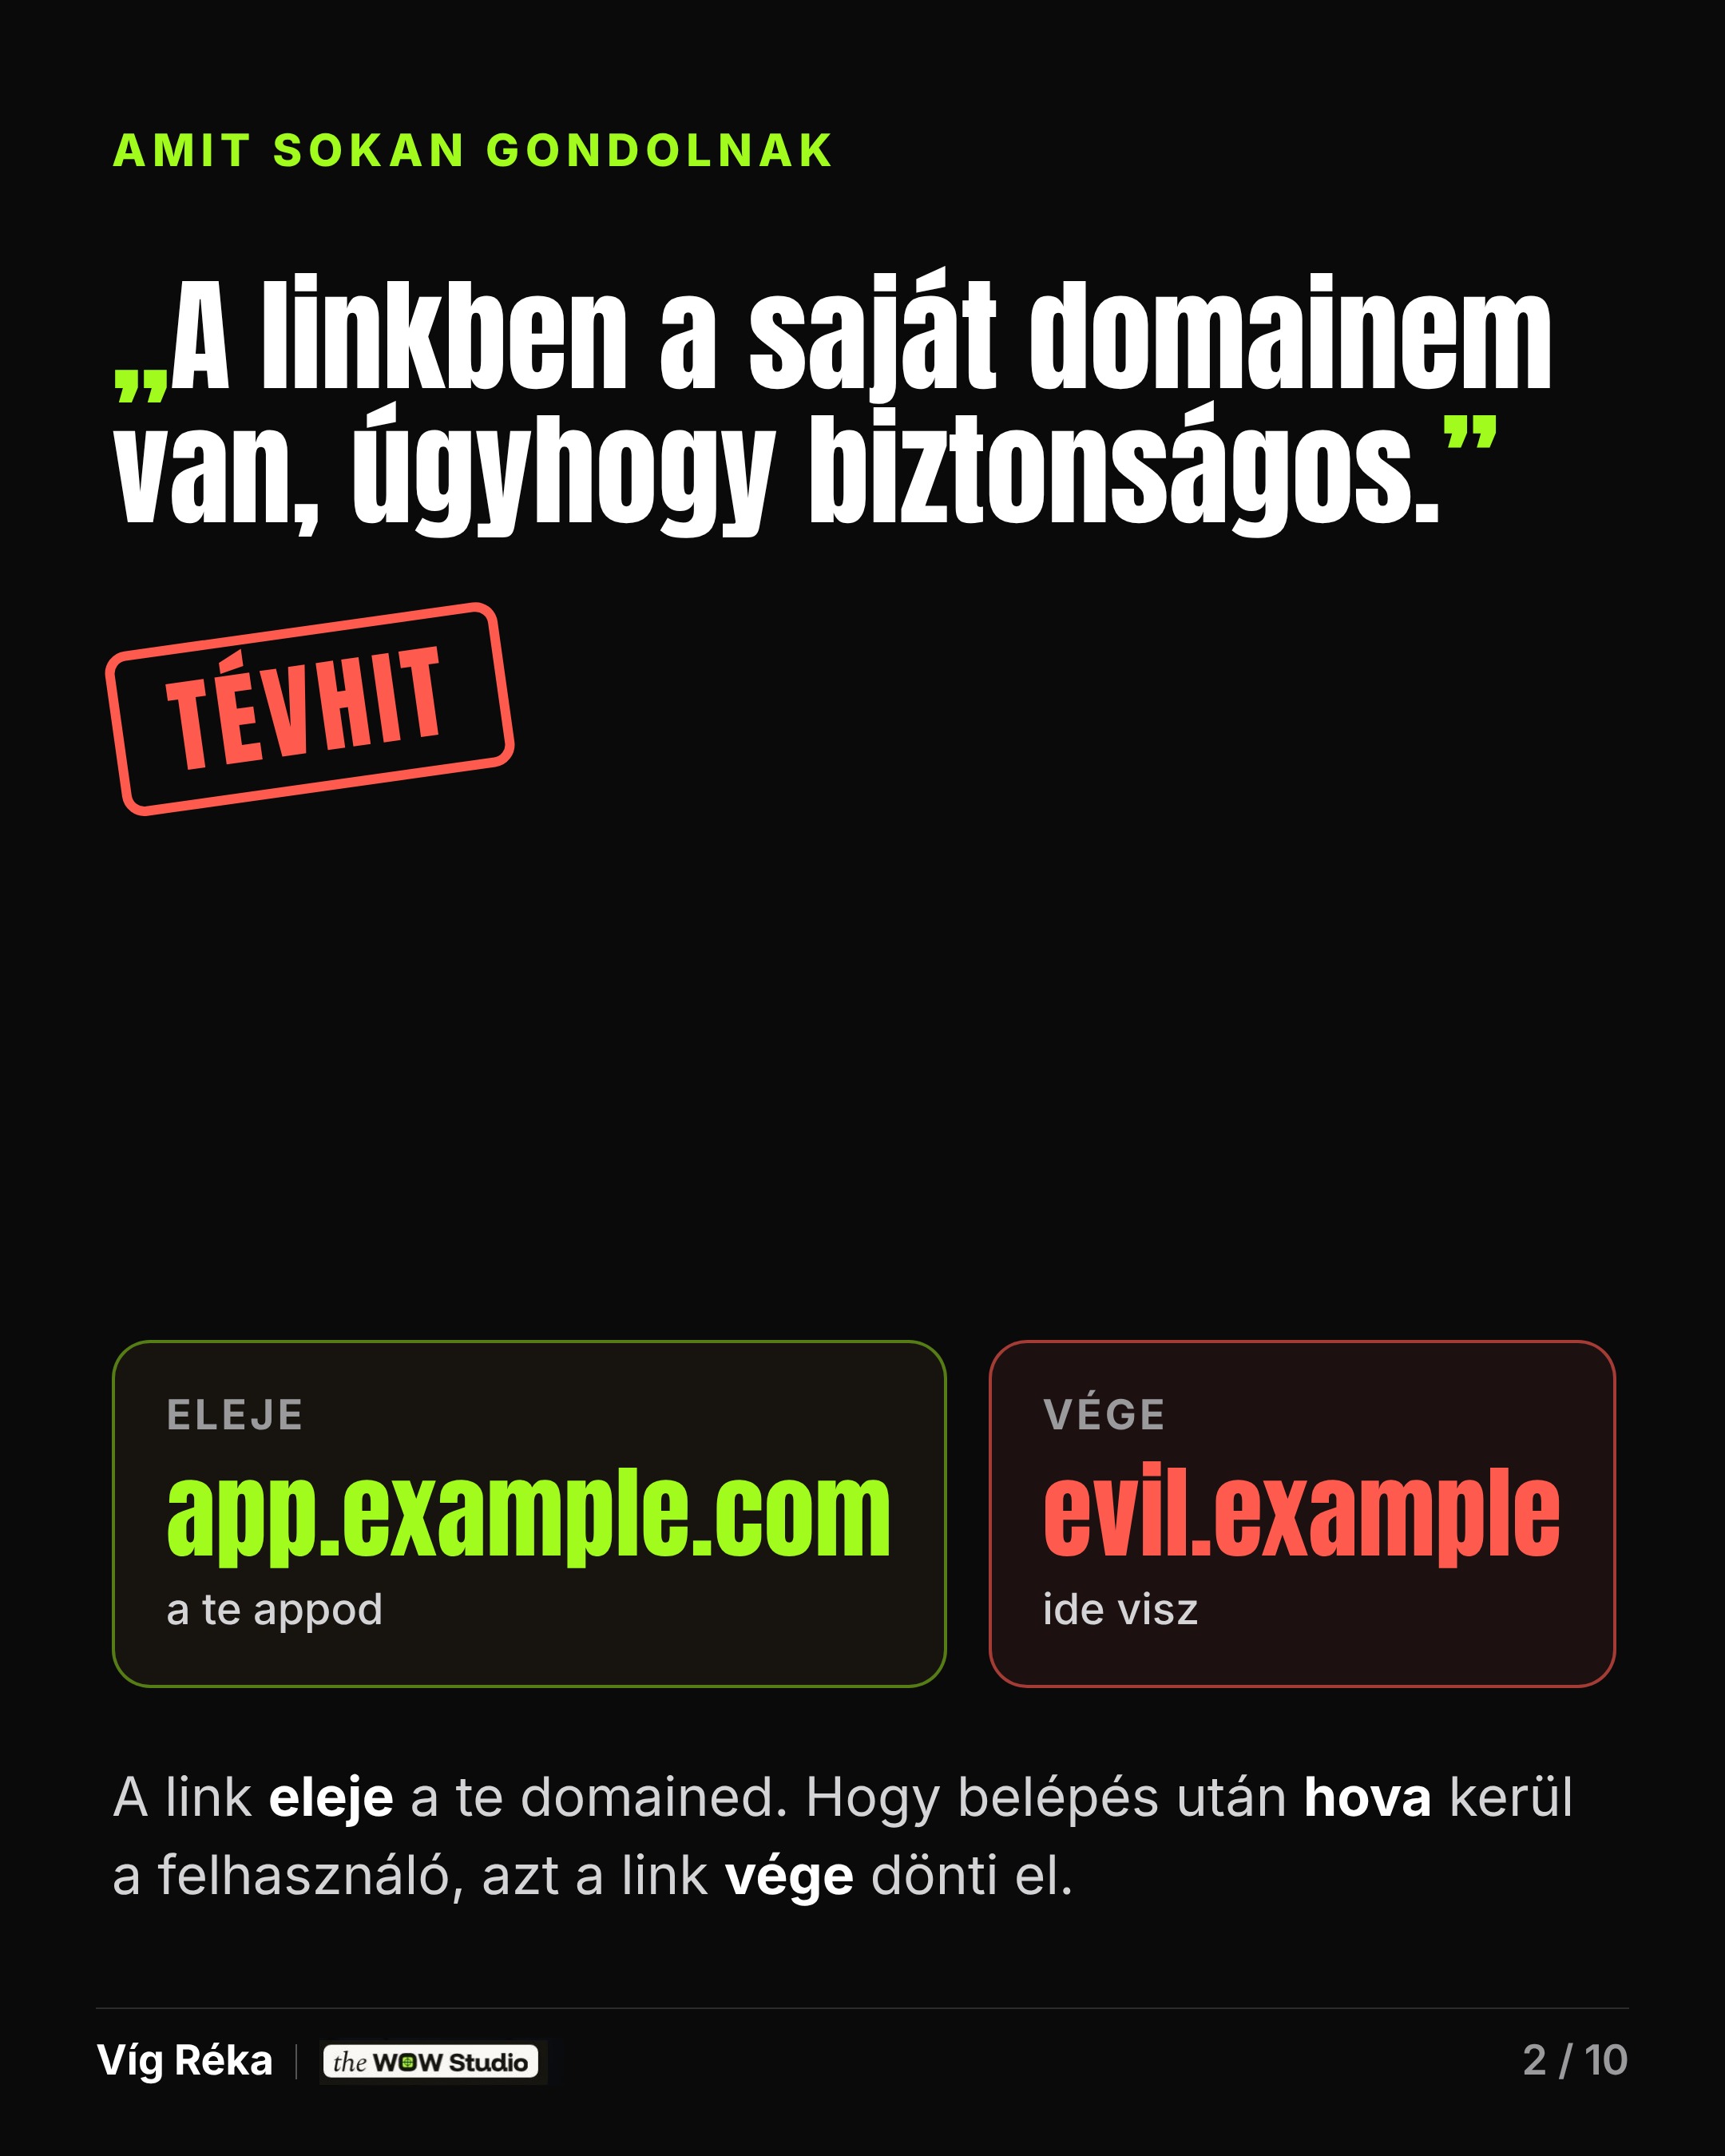 AMIT SOKAN GONDOLNAK
„A linkben a saját domainem
van, úgyhogy biztonságos.”
TÉVHIT
ELEJE
app.example.com
a te appod
VÉGE
evil.example
ide visz
A link eleje a te domained. Hogy belépés után hova kerül
a felhasználó, azt a link vége dönti el.
Víg Réka
the WOW Studio
2 / 10